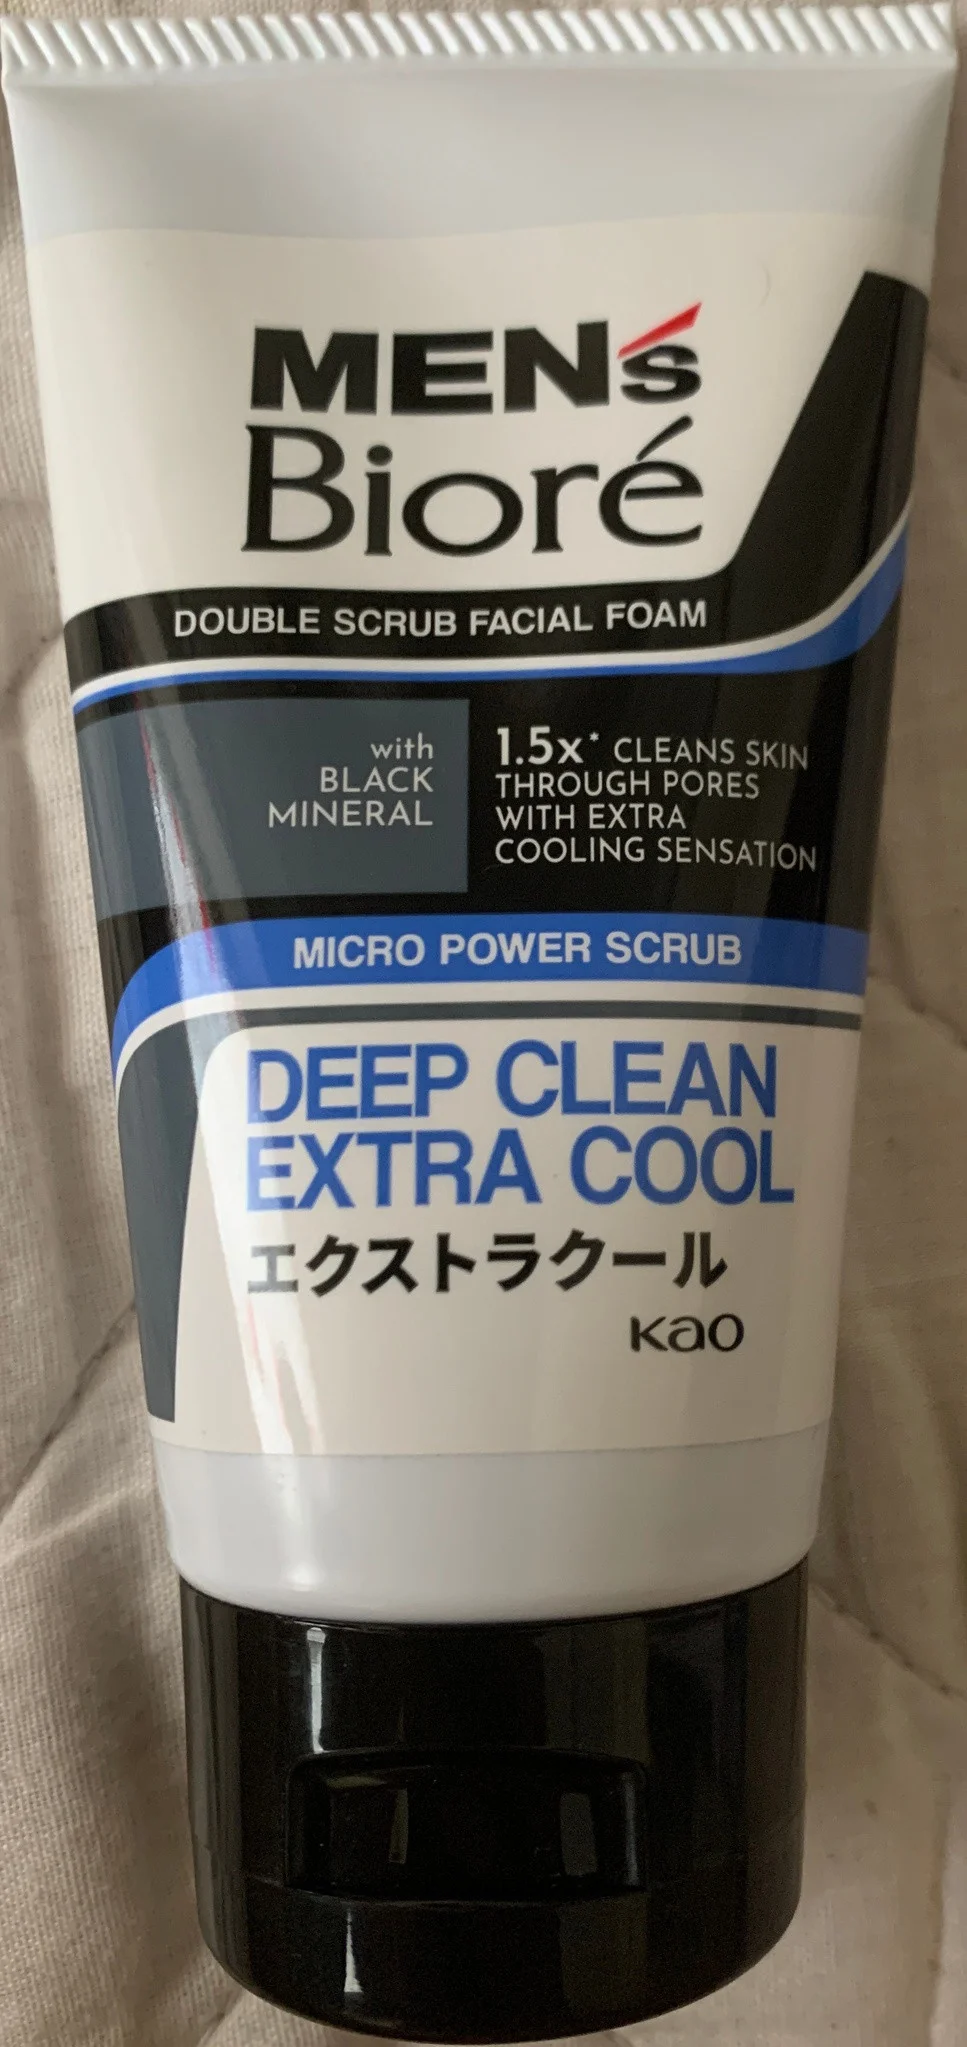 MEN's
Bioré
DOUBLE SCRUB FACIAL FOAM
with
BLACK
MINERAL
1.5x* CLEANS SKIN
THROUGH PORES
WITH EXTRA
COOLING SENSATION
MICRO POWER SCRUB
DEEP CLEAN
EXTRA COOL
エクストラクール
Kao